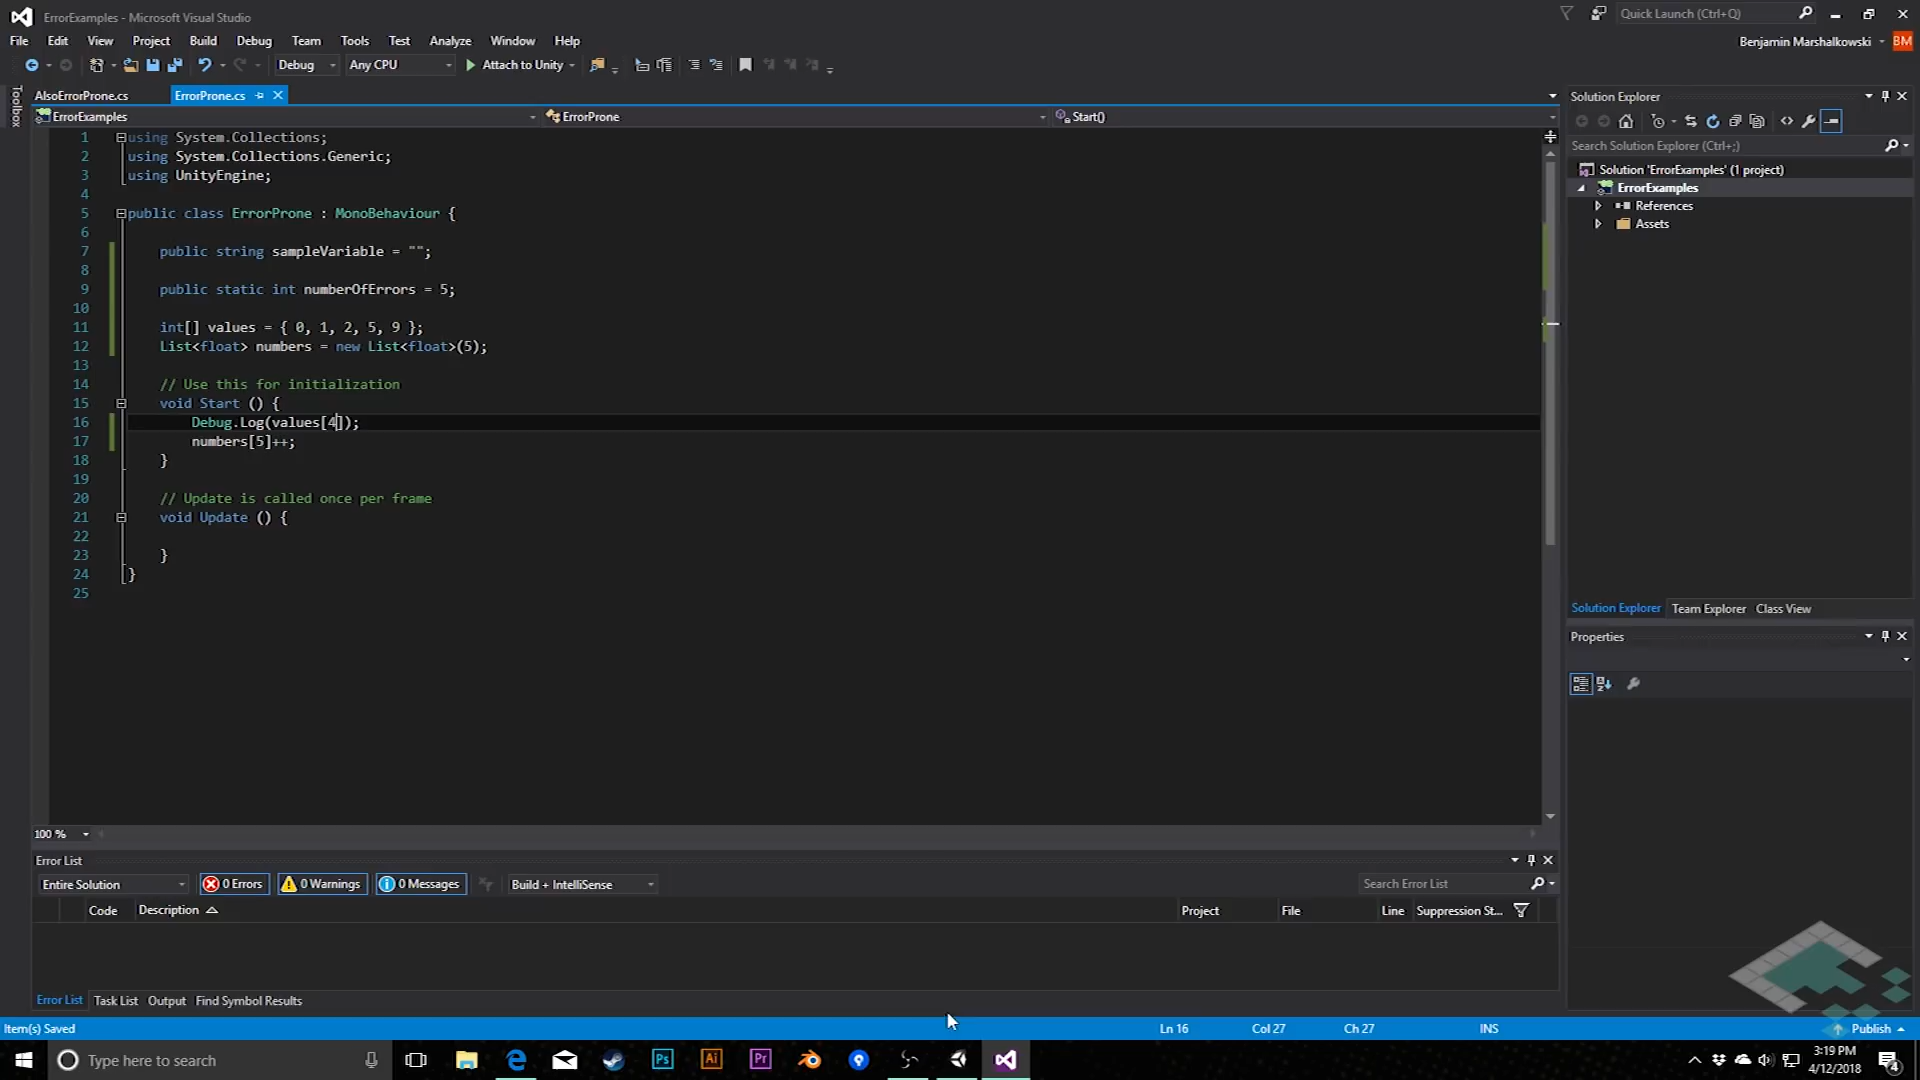 ErrorExamples - Microsoft Visual Studio
Quick Launch (Ctrl+Q)
File Edit View Project Build Debug Team Tools Test Analyze Window Help
Benjamin Marshalkowski BM
Debug Any CPU Attach to Unity
Toolbox
AlsoErrorProne.cs ErrorProne.cs
ErrorExamples ErrorProne Start()
1 using System.Collections;
2 using System.Collections.Generic;
3 using UnityEngine;
4
5 public class ErrorProne : MonoBehaviour {
6
7 public string sampleVariable = "";
8
9 public static int numberOfErrors = 5;
10
11 int[] values = { 0, 1, 2, 5, 9 };
12 List<float> numbers = new List<float>(5);
13
14 // Use this for initialization
15 void Start () {
16 Debug.Log(values[4]);
17 numbers[5]++;
18 }
19
20 // Update is called once per frame
21 void Update () {
22
23 }
24 }
25
Solution Explorer
Search Solution Explorer (Ctrl+;)
Solution 'ErrorExamples' (1 project)
ErrorExamples
References
Assets
Solution Explorer Team Explorer Class View
Properties
100 %
Error List
Entire Solution 0 Errors 0 Warnings 0 Messages Build + IntelliSense Search Error List
Code Description Project File Line Suppression St...
Error List Task List Output Find Symbol Results
Item(s) Saved Ln 16 Col 27 Ch 27 INS Publish
Type here to search Ps Ai Pr
3:19 PM
4/12/2018
4